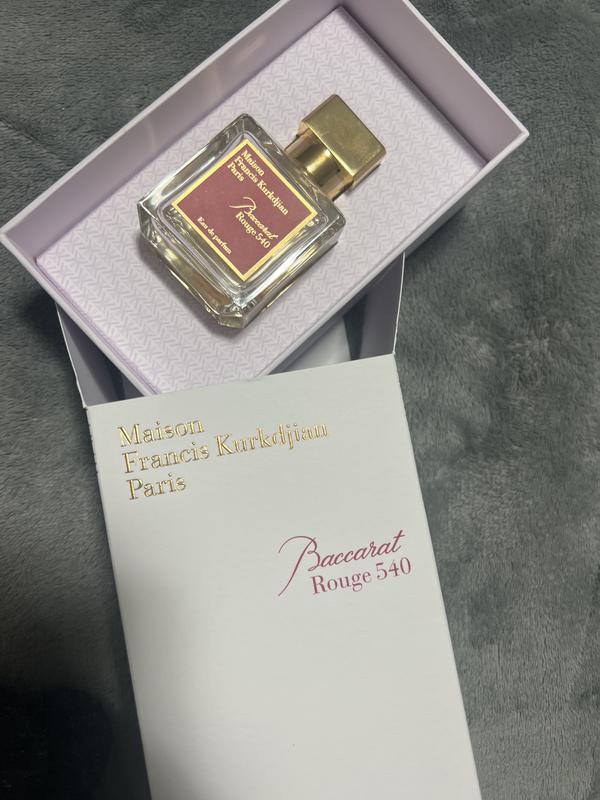 Maison
Francis Kurkdjian
Paris
Baccarat
Rouge 540
Eau de parfum
Maison
Francis Kurkdjian
Paris
Baccarat
Rouge 540